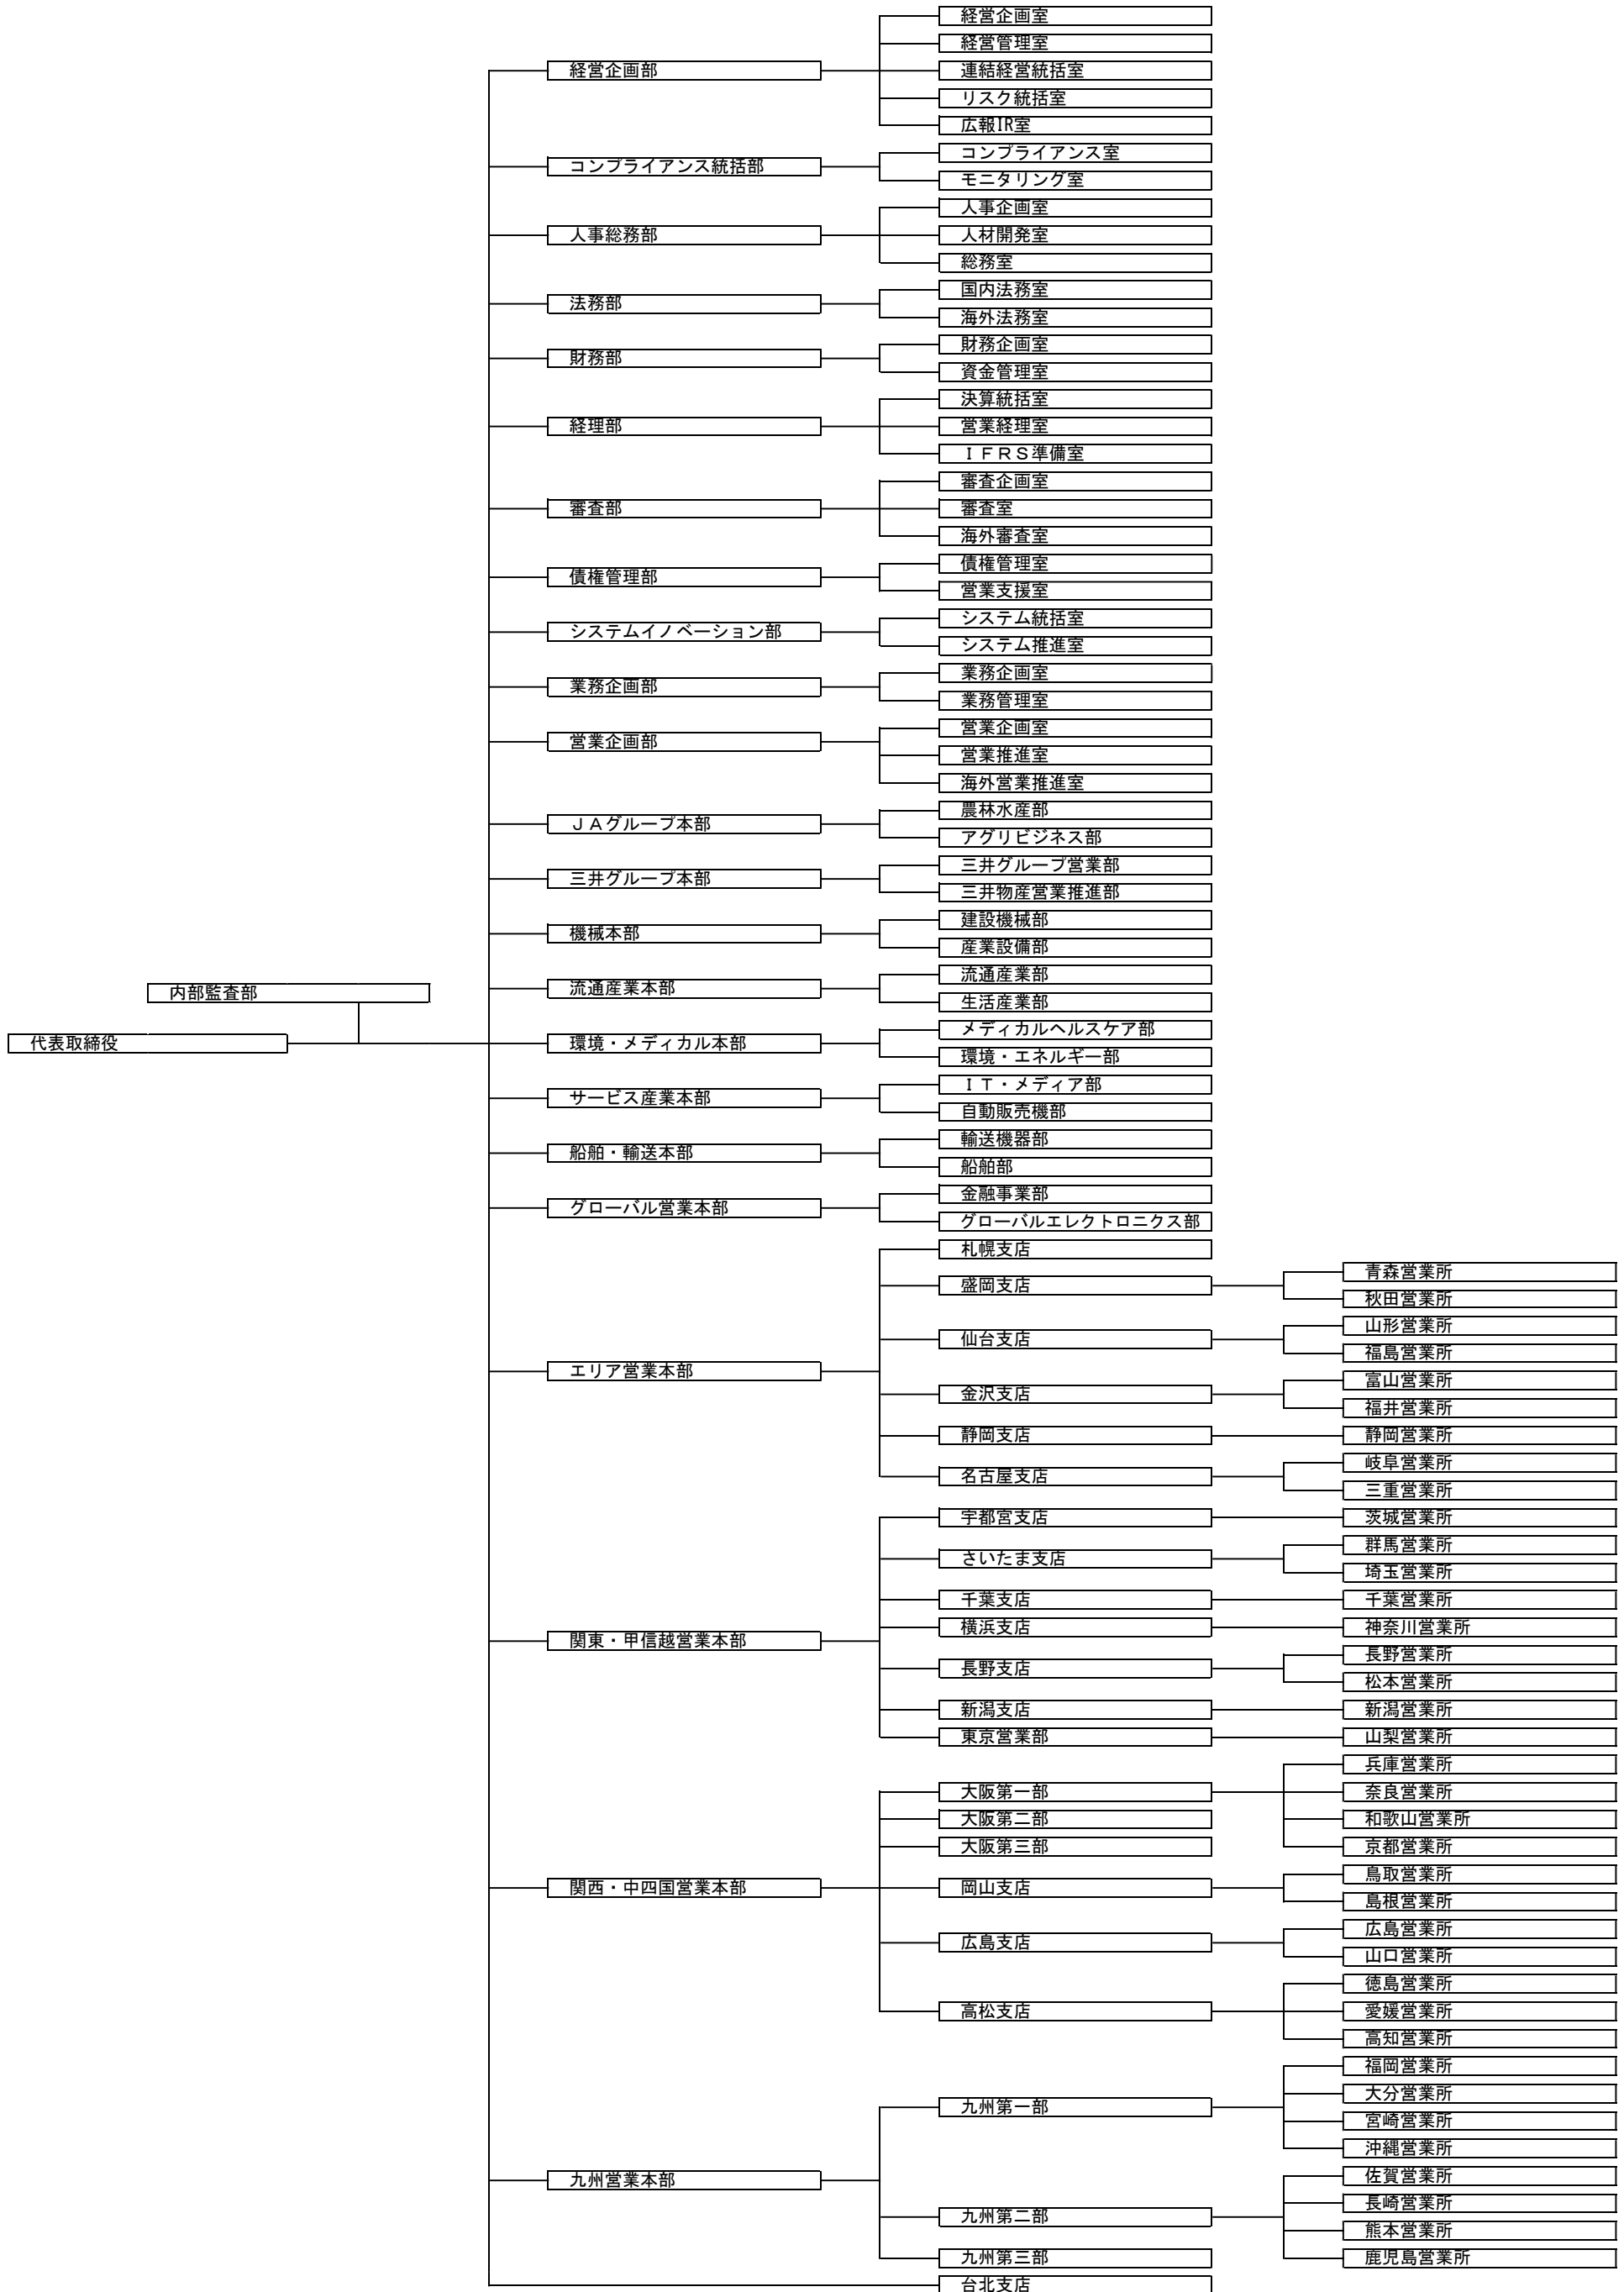 代表取締役
内部監査部
経営企画部
経営企画室
経営管理室
連結経営統括室
リスク統括室
広報IR室
コンプライアンス統括部
コンプライアンス室
モニタリング室
人事総務部
人事企画室
人材開発室
総務室
法務部
国内法務室
海外法務室
財務部
財務企画室
資金管理室
経理部
決算統括室
営業経理室
ＩＦＲＳ準備室
審査部
審査企画室
審査室
海外審査室
債権管理部
債権管理室
営業支援室
システムイノベーション部
システム統括室
システム推進室
業務企画部
業務企画室
業務管理室
営業企画部
営業企画室
営業推進室
海外営業推進室
ＪＡグループ本部
農林水産部
アグリビジネス部
三井グループ本部
三井グループ営業部
三井物産営業推進部
機械本部
建設機械部
産業設備部
流通産業本部
流通産業部
生活産業部
環境・メディカル本部
メディカルヘルスケア部
環境・エネルギー部
サービス産業本部
ＩＴ・メディア部
自動販売機部
船舶・輸送本部
輸送機器部
船舶部
グローバル営業本部
金融事業部
グローバルエレクトロニクス部
エリア営業本部
札幌支店
盛岡支店
青森営業所
秋田営業所
仙台支店
山形営業所
福島営業所
金沢支店
富山営業所
福井営業所
静岡支店
静岡営業所
名古屋支店
岐阜営業所
三重営業所
関東・甲信越営業本部
宇都宮支店
茨城営業所
さいたま支店
群馬営業所
埼玉営業所
千葉支店
千葉営業所
横浜支店
神奈川営業所
長野支店
長野営業所
松本営業所
新潟支店
新潟営業所
東京営業部
山梨営業所
関西・中四国営業本部
大阪第一部
兵庫営業所
奈良営業所
和歌山営業所
京都営業所
大阪第二部
大阪第三部
岡山支店
鳥取営業所
島根営業所
広島支店
広島営業所
山口営業所
高松支店
徳島営業所
愛媛営業所
高知営業所
九州営業本部
九州第一部
福岡営業所
大分営業所
宮崎営業所
沖縄営業所
九州第二部
佐賀営業所
長崎営業所
熊本営業所
鹿児島営業所
九州第三部
台北支店